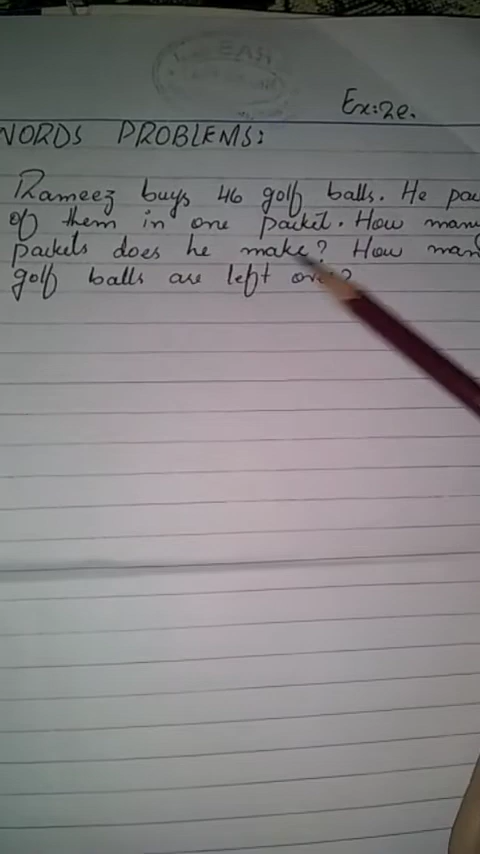 Ex:2e.
WORDS PROBLEMS:
Rameez buys 46 golf balls. He
of them in one packet. How
packets does he make? How
golf balls are left over?